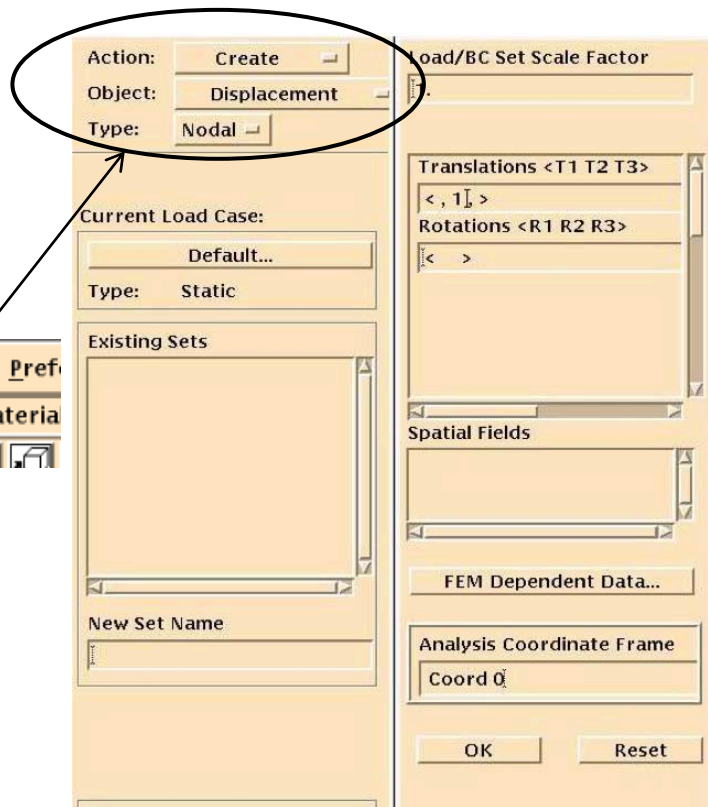 Action: Create
Object: Displacement
Type: Nodal
Current Load Case:
Default...
Type: Static
Existing Sets
New Set Name
Load/BC Set Scale Factor
Translations <T1 T2 T3>
< , 1, >
Rotations <R1 R2 R3>
< >
Spatial Fields
FEM Dependent Data...
Analysis Coordinate Frame
Coord 0
OK Reset